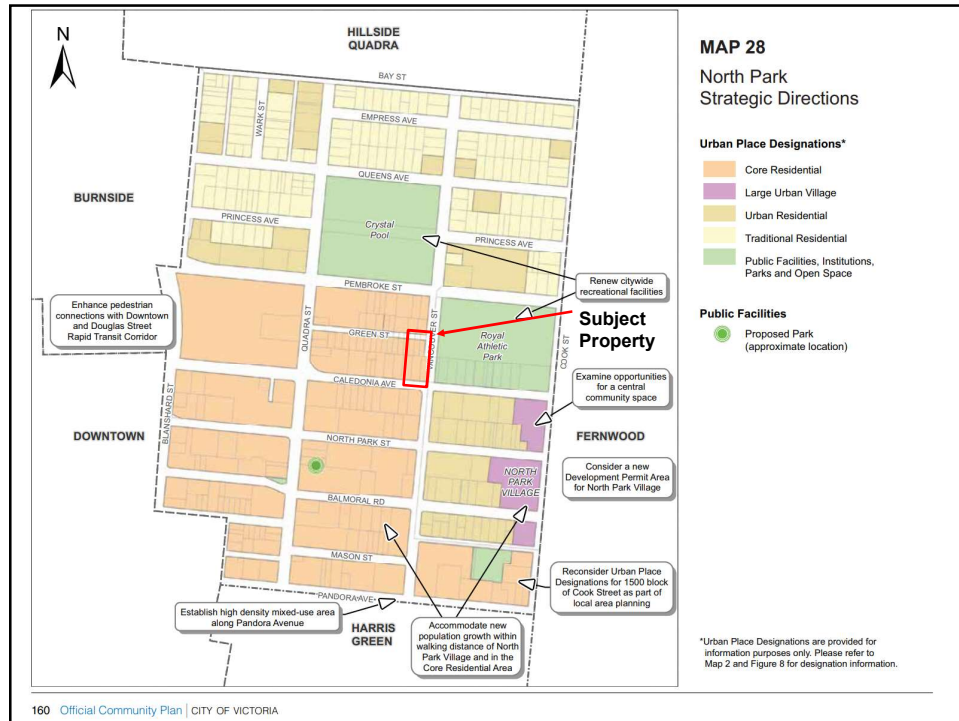 N
HILLSIDE
QUADRA
BAY ST
WARK ST
EMPRESS AVE
QUEENS AVE
BURNSIDE
PRINCESS AVE
Crystal
Pool
PRINCESS AVE
PEMBROKE ST
Renew citywide
recreational facilities
Enhance pedestrian
connections with Downtown
and Douglas Street
Rapid Transit Corridor
QUADRA ST
GREEN ST
VANCOUVER ST
Royal
Athletic
Park
COOK ST
Subject
Property
CALEDONIA AVE
BLANSHARD ST
Examine opportunities
for a central
community space
DOWNTOWN
NORTH PARK ST
FERNWOOD
NORTH
PARK
VILLAGE
Consider a new
Development Permit Area
for North Park Village
BALMORAL RD
MASON ST
Reconsider Urban Place
Designations for 1500 block
of Cook Street as part of
local area planning
PANDORA AVE
Establish high density mixed-use area
along Pandora Avenue
HARRIS
GREEN
Accommodate new
population growth within
walking distance of North
Park Village and in the
Core Residential Area
MAP 28
North Park
Strategic Directions
Urban Place Designations*
Core Residential
Large Urban Village
Urban Residential
Traditional Residential
Public Facilities, Institutions,
Parks and Open Space
Public Facilities
Proposed Park
(approximate location)
*Urban Place Designations are provided for
information purposes only. Please refer to
Map 2 and Figure 8 for designation information.
160 Official Community Plan | CITY OF VICTORIA